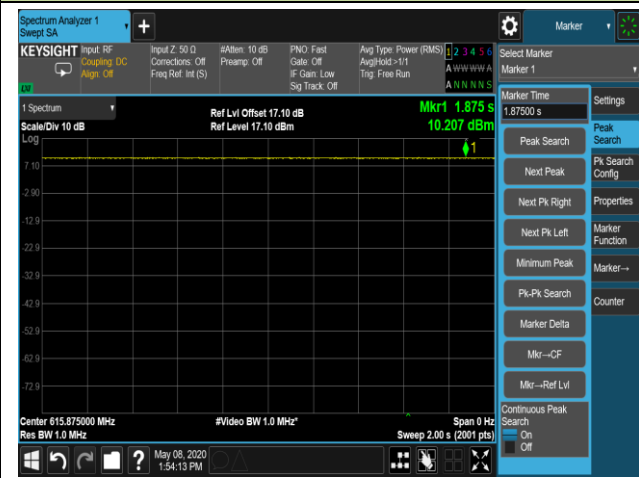 Spectrum Analyzer 1
Swept SA
+
Marker
KEYSIGHT
Input: RF
Coupling: DC
Align: Off
Input Z: 50 Ω
Corrections: Off
Freq Ref: Int (S)
#Atten: 10 dB
Preamp: Off
PNO: Fast
Gate: Off
IF Gain: Low
Sig Track: Off
Avg Type: Power (RMS)
Avg|Hold:>1/1
Trig: Free Run
1 2 3 4 5 6
A W W W W A
A N N N N S
LXI
Select Marker
Marker 1
1 Spectrum
Scale/Div 10 dB
Ref Lvl Offset 17.10 dB
Ref Level 17.10 dBm
Mkr1 1.875 s
10.207 dBm
Log
1
7.10
-2.90
-12.9
-22.9
-32.9
-42.9
-52.9
-62.9
-72.9
Center 615.875000 MHz
Res BW 1.0 MHz
#Video BW 1.0 MHz*
Span 0 Hz
Sweep 2.00 s (2001 pts)
Marker Time
1.87500 s
Peak Search
Next Peak
Next Pk Right
Next Pk Left
Minimum Peak
Pk-Pk Search
Marker Delta
Mkr→CF
Mkr→Ref Lvl
Continuous Peak
Search
On
Off
Settings
Peak
Search
Pk Search
Config
Properties
Marker
Function
Marker→
Counter
?
May 08, 2020
1:54:13 PM